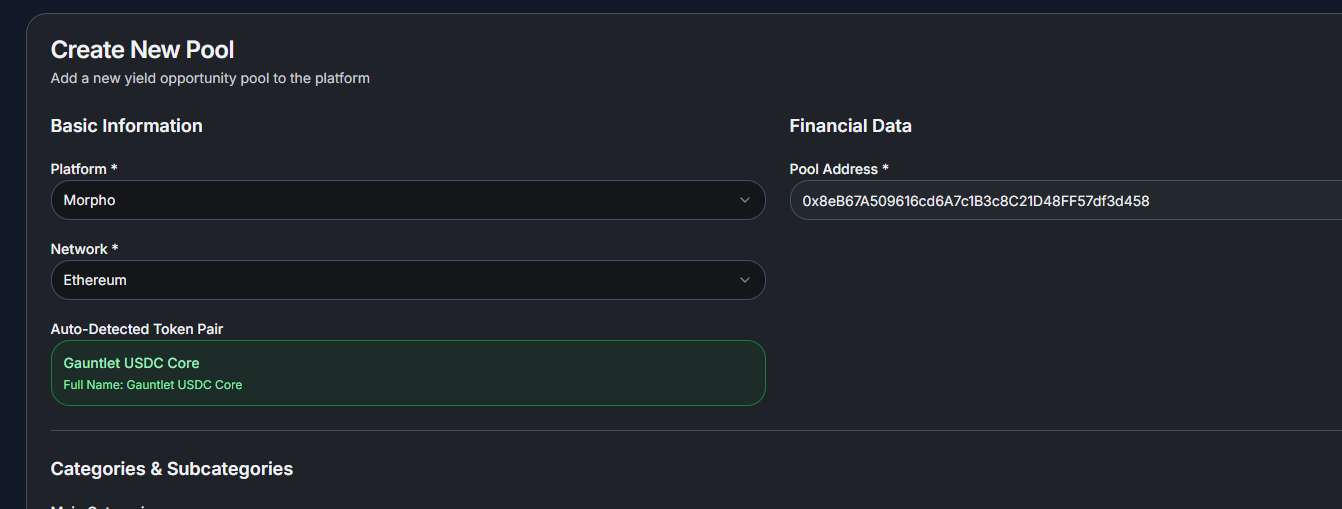 Create New Pool
Add a new yield opportunity pool to the platform
Basic Information
Platform *
Morpho
Network *
Ethereum
Auto-Detected Token Pair
Gauntlet USDC Core
Full Name: Gauntlet USDC Core
Financial Data
Pool Address *
0x8eB67A509616cd6A7c1B3c8C21D48FF57df3d458
Categories & Subcategories